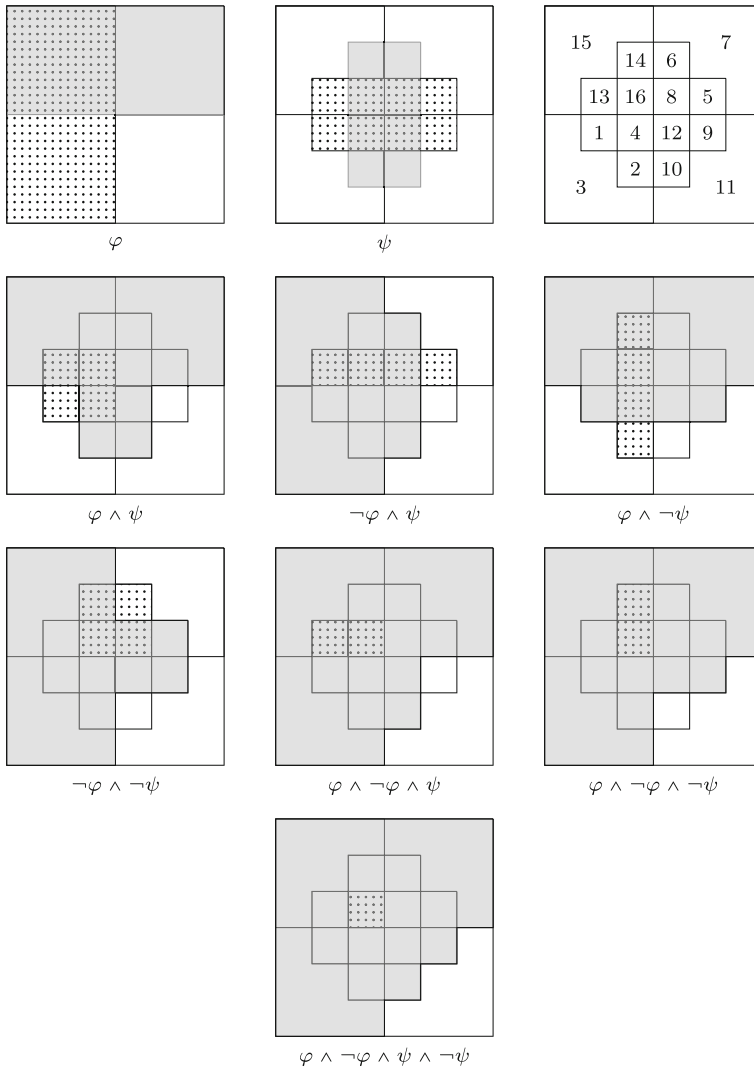 15 7
14 6
13 16 8 5
1 4 12 9
2 10
3 11
φ
ψ
φ ∧ ψ
¬φ ∧ ψ
φ ∧ ¬ψ
¬φ ∧ ¬ψ
φ ∧ ¬φ ∧ ψ
φ ∧ ¬φ ∧ ¬ψ
φ ∧ ¬φ ∧ ψ ∧ ¬ψ